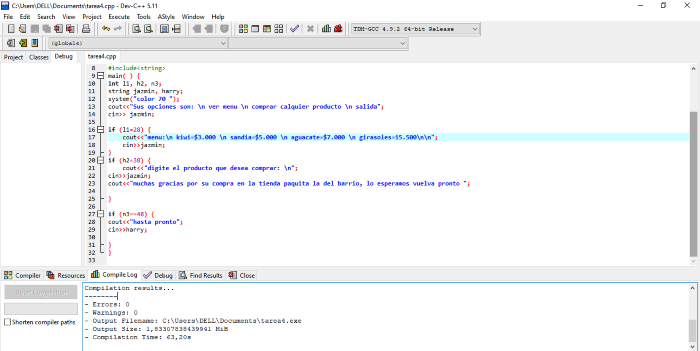 C:\Users\DELL\Documents\tarea4.cpp - Dev-C++ 5.11
File Edit Search View Project Execute Tools AStyle Window Help
TDM-GCC 4.9.2 64-bit Release
(globals)
Project Classes Debug tarea4.cpp
8 #include<string>
9 main( ) {
10 int l1, h2, n3;
11 string jazmin, harry;
12 system("color 70 ");
13 cout<<"Sus opciones son: \n ver menu \n comprar calquier producto \n salida";
14 cin>> jazmin;
15
16 if (l1=28) {
17 cout<<"menu:\n kiwi=$3.000 \n sandia=$5.000 \n aguacate=$7.000 \n girasoles=15.500\n\n";
18 cin>>jazmin;
19 }
20 if (h2=38) {
21 cout<<"digite el producto que desea comprar: \n";
22 cin>>jazmin;
23 cout<<"muchas gracias por su compra en la tienda paquita la del barrio, lo esperamos vuelva pronto ";
24
25 }
26
27 if (n3==48) {
28 cout<<"hasta pronto";
29 cin>>harry;
30
31 }
32 }
33
Compiler Resources Compile Log Debug Find Results Close
Abort Compilation
Shorten compiler paths
Compilation results...
--------
- Errors: 0
- Warnings: 0
- Output Filename: C:\Users\DELL\Documents\tarea4.exe
- Output Size: 1,83307838439941 MiB
- Compilation Time: 63,20s